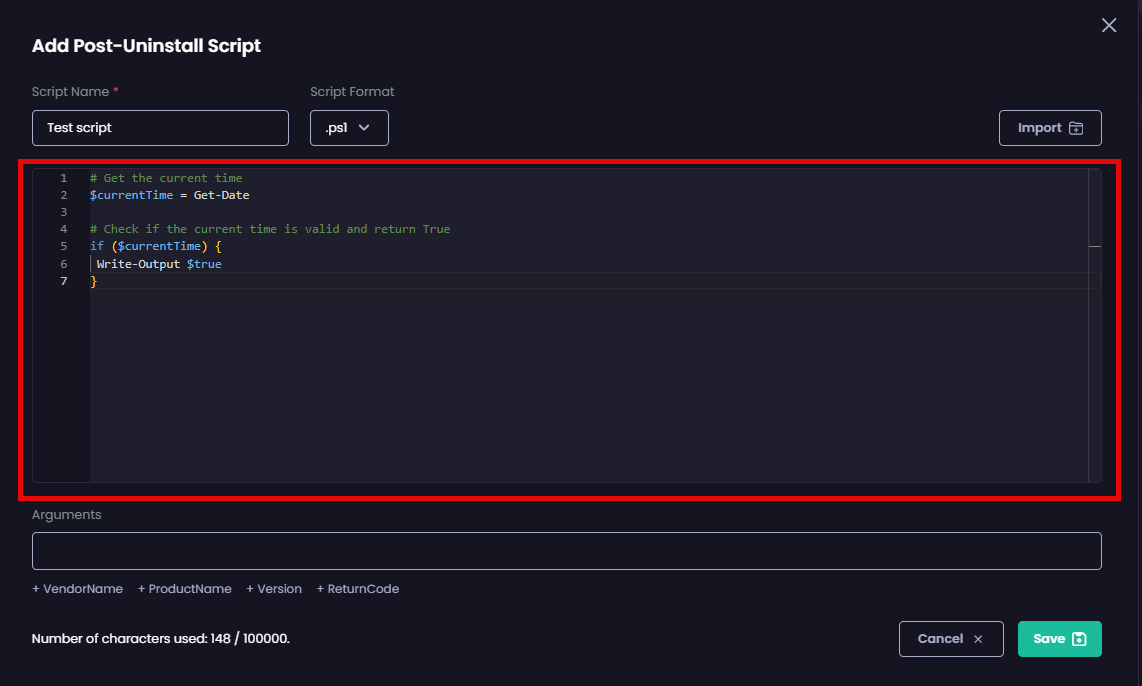 Add Post-Uninstall Script
Script Name *
Script Format
Test script
.ps1
Import
1 # Get the current time
2 $currentTime = Get-Date
3
4 # Check if the current time is valid and return True
5 if ($currentTime) {
6  Write-Output $true
7 }
Arguments
+ VendorName + ProductName + Version + ReturnCode
Number of characters used: 148 / 100000.
Cancel
Save